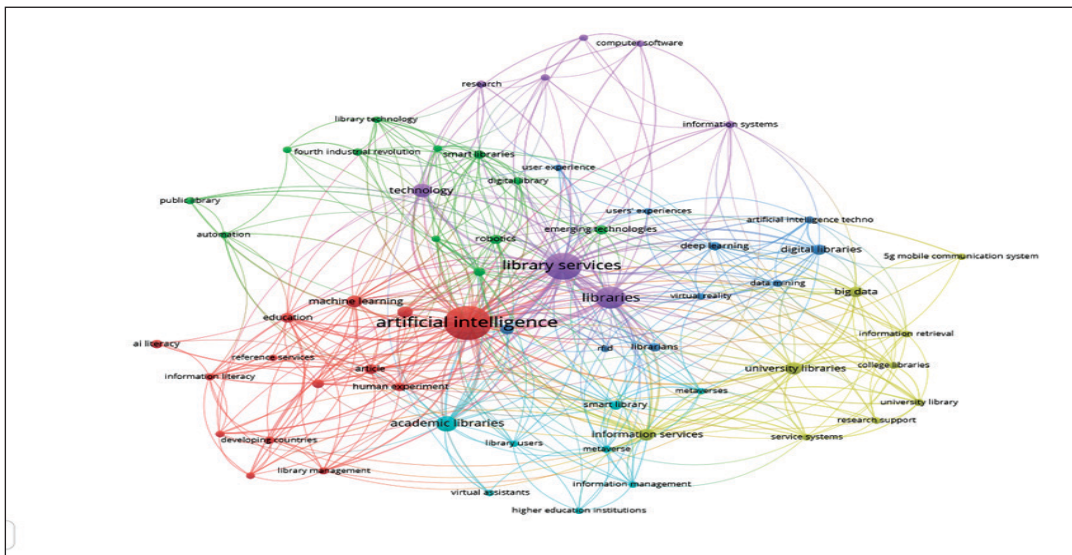 computer software
research
library technology
information systems
fourth industrial revolution
smart libraries
user experience
digital library
technology
public library
users' experiences
artificial intelligence techno
automation
robotics
emerging technologies
deep learning
digital libraries
5g mobile communication system
library services
data mining
big data
libraries
virtual reality
machine learning
education
artificial intelligence
information retrieval
ai literacy
rfid
librarians
reference services
article
university libraries
college libraries
information literacy
human experiment
metaverses
smart library
university library
academic libraries
research support
developing countries
library users
information services
service systems
metaverse
library management
virtual assistants
information management
higher education institutions